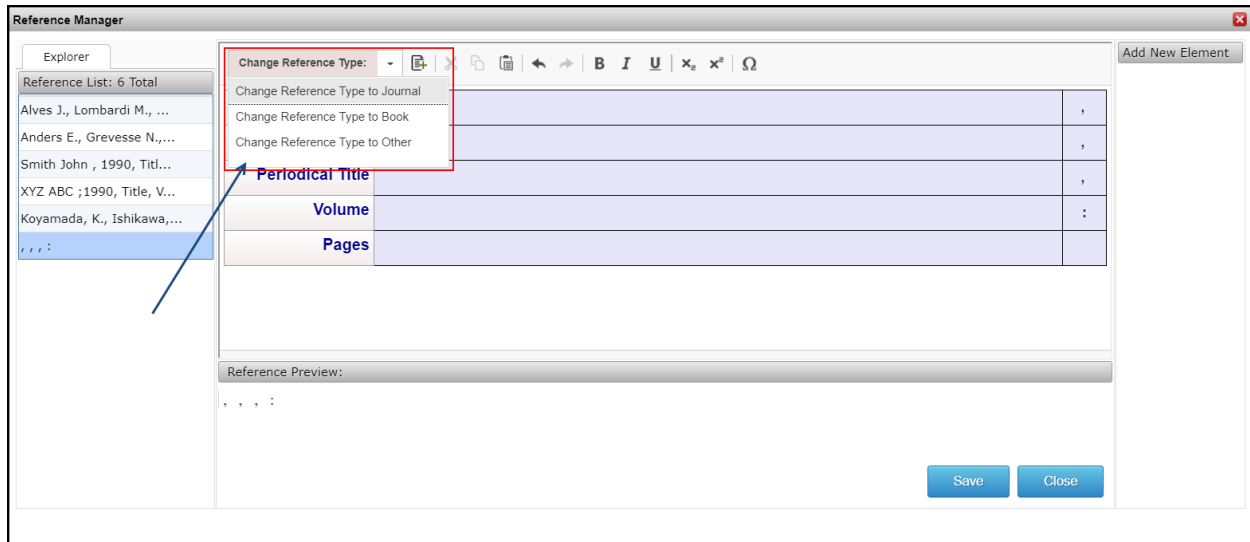 Reference Manager
Explorer
Reference List: 6 Total
Alves J., Lombardi M., ...
Anders E., Grevesse N.,...
Smith John , 1990, Titl...
XYZ ABC ;1990, Title, V...
Koyamada, K., Ishikawa,...
, , , :
Change Reference Type:
B I U x₂ x² Ω
Change Reference Type to Journal
Change Reference Type to Book
Change Reference Type to Other
,
,
Periodical Title ,
Volume :
Pages
Reference Preview:
, , , :
Save Close
Add New Element